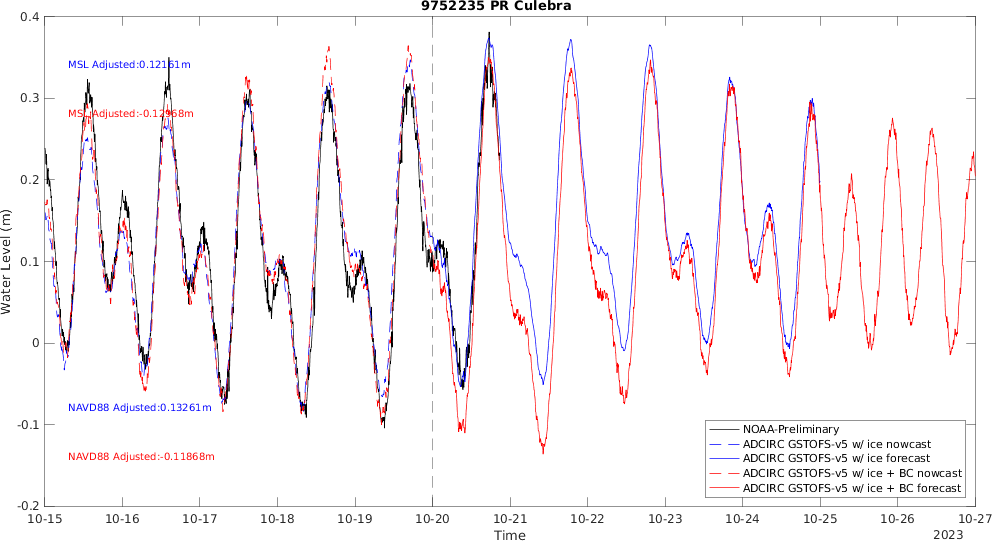 9752235 PR Culebra
0.4
MSL Adjusted:0.12161m
0.3
MSL Adjusted:-0.12968m
0.2
0.1
Water Level (m)
0
NAVD88 Adjusted:0.13261m
-0.1
NAVD88 Adjusted:-0.11868m
-0.2
NOAA-Preliminary
ADCIRC GSTOFS-v5 w/ ice nowcast
ADCIRC GSTOFS-v5 w/ ice forecast
ADCIRC GSTOFS-v5 w/ ice + BC nowcast
ADCIRC GSTOFS-v5 w/ ice + BC forecast
10-15 10-16 10-17 10-18 10-19 10-20 10-21 10-22 10-23 10-24 10-25 10-26 10-27
Time
2023